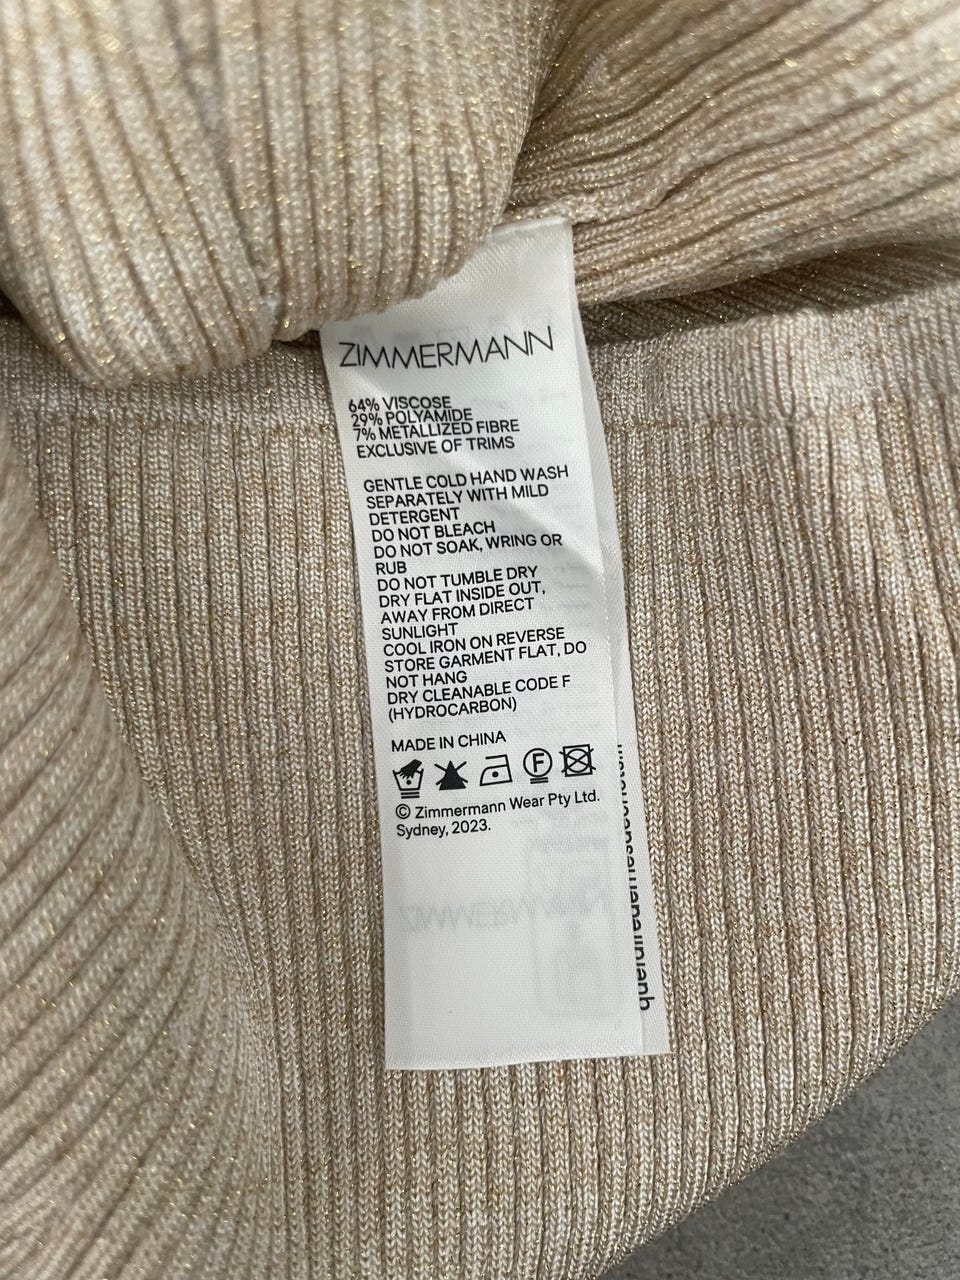 ZIMMERMANN
64% VISCOSE
29% POLYAMIDE
7% METALLIZED FIBRE
EXCLUSIVE OF TRIMS
GENTLE COLD HAND WASH
SEPARATELY WITH MILD
DETERGENT
DO NOT BLEACH
DO NOT SOAK, WRING OR
RUB
DO NOT TUMBLE DRY
DRY FLAT INSIDE OUT,
AWAY FROM DIRECT
SUNLIGHT
COOL IRON ON REVERSE
STORE GARMENT FLAT, DO
NOT HANG
DRY CLEANABLE CODE F
(HYDROCARBON)
MADE IN CHINA
F
© Zimmermann Wear Pty Ltd.
Sydney, 2023.